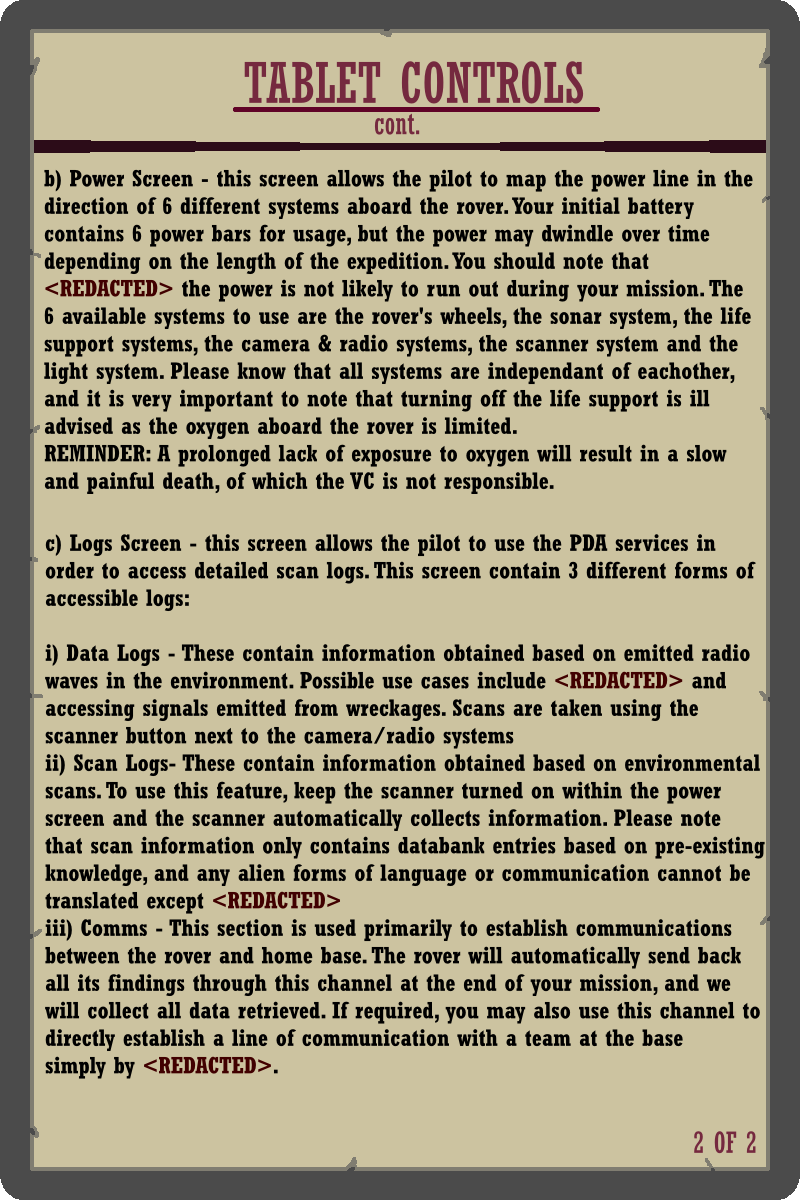 TABLET CONTROLS
cont.
b) Power Screen - this screen allows the pilot to map the power line in the
direction of 6 different systems aboard the rover. Your initial battery
contains 6 power bars for usage, but the power may dwindle over time
depending on the length of the expedition. You should note that
<REDACTED> the power is not likely to run out during your mission. The
6 available systems to use are the rover's wheels, the sonar system, the life
support systems, the camera & radio systems, the scanner system and the
light system. Please know that all systems are independant of eachother,
and it is very important to note that turning off the life support is ill
advised as the oxygen aboard the rover is limited.
REMINDER: A prolonged lack of exposure to oxygen will result in a slow
and painful death, of which the VC is not responsible.
c) Logs Screen - this screen allows the pilot to use the PDA services in
order to access detailed scan logs. This screen contain 3 different forms of
accessible logs:
i) Data Logs - These contain information obtained based on emitted radio
waves in the environment. Possible use cases include <REDACTED> and
accessing signals emitted from wreckages. Scans are taken using the
scanner button next to the camera/radio systems
ii) Scan Logs- These contain information obtained based on environmental
scans. To use this feature, keep the scanner turned on within the power
screen and the scanner automatically collects information. Please note
that scan information only contains databank entries based on pre-existing
knowledge, and any alien forms of language or communication cannot be
translated except <REDACTED>
iii) Comms - This section is used primarily to establish communications
between the rover and home base. The rover will automatically send back
all its findings through this channel at the end of your mission, and we
will collect all data retrieved. If required, you may also use this channel to
directly establish a line of communication with a team at the base
simply by <REDACTED>.
2 OF 2